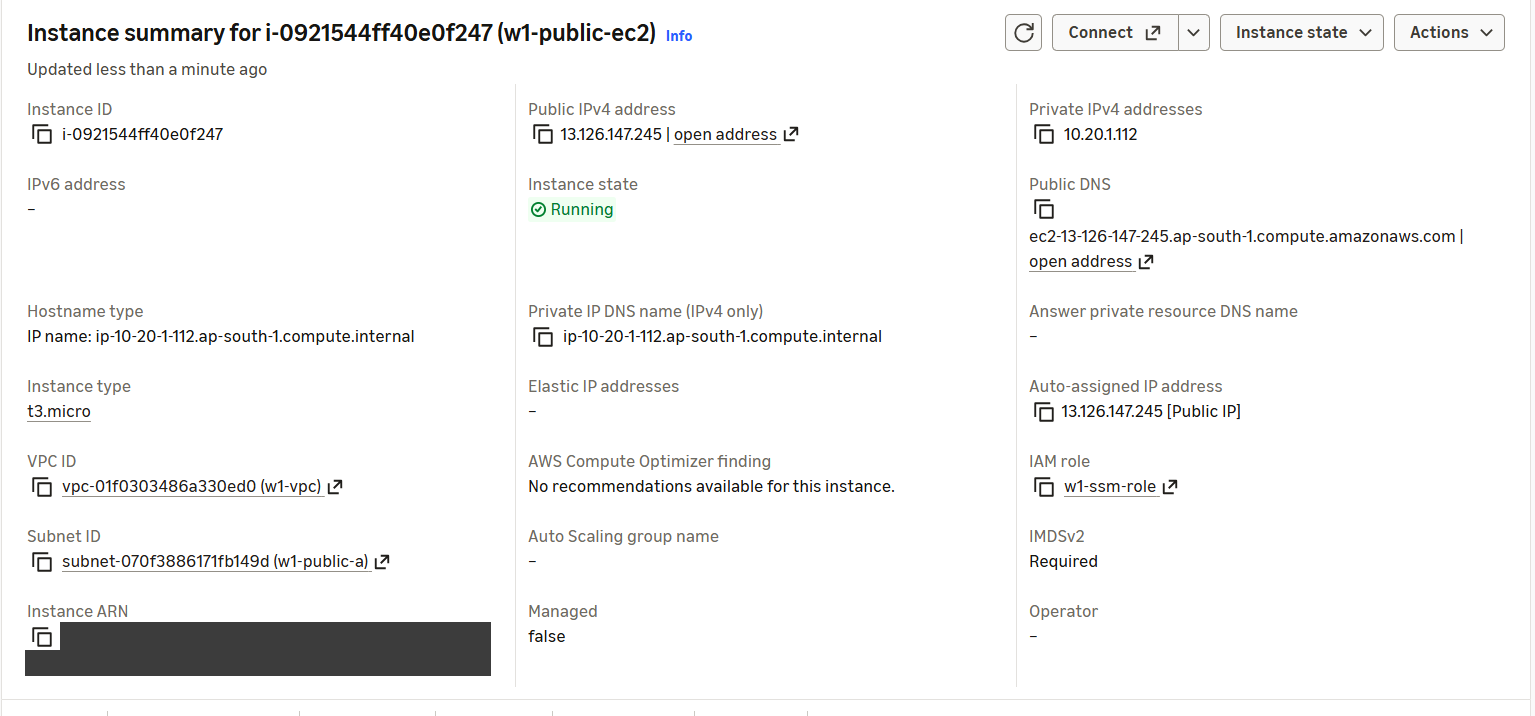 Instance summary for i-0921544ff40e0f247 (w1-public-ec2) Info
Connect
Instance state
Actions
Updated less than a minute ago
Instance ID
i-0921544ff40e0f247
Public IPv4 address
13.126.147.245 | open address
Private IPv4 addresses
10.20.1.112
IPv6 address
–
Instance state
Running
Public DNS
ec2-13-126-147-245.ap-south-1.compute.amazonaws.com |
open address
Hostname type
IP name: ip-10-20-1-112.ap-south-1.compute.internal
Private IP DNS name (IPv4 only)
ip-10-20-1-112.ap-south-1.compute.internal
Answer private resource DNS name
–
Instance type
t3.micro
Elastic IP addresses
–
Auto-assigned IP address
13.126.147.245 [Public IP]
VPC ID
vpc-01f0303486a330ed0 (w1-vpc)
AWS Compute Optimizer finding
No recommendations available for this instance.
IAM role
w1-ssm-role
Subnet ID
subnet-070f3886171fb149d (w1-public-a)
Auto Scaling group name
–
IMDSv2
Required
Instance ARN
Managed
false
Operator
–